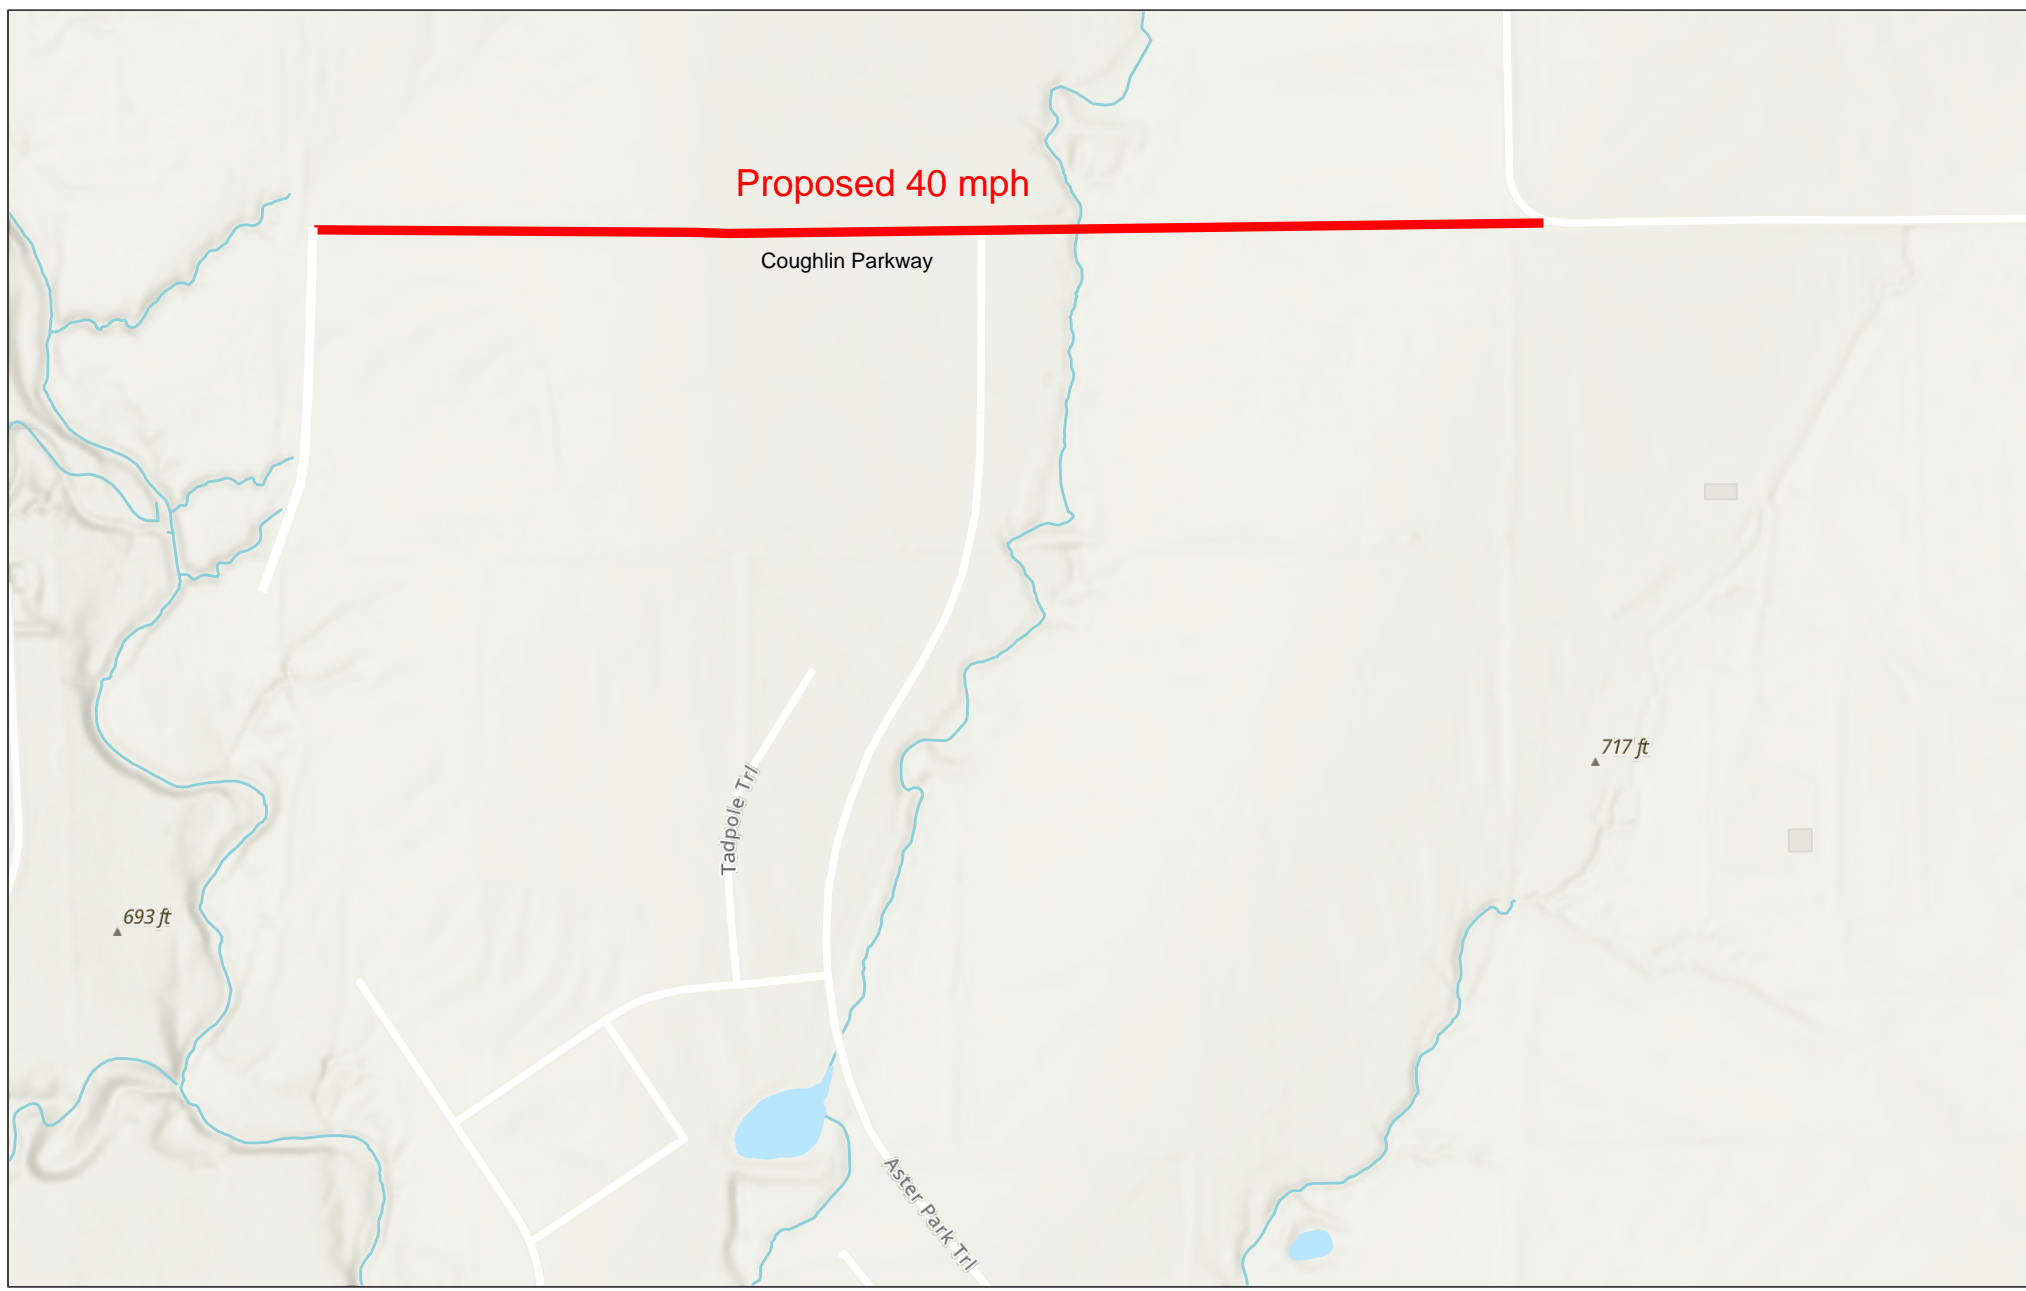 Proposed 40 mph
Coughlin Parkway
717 ft
Tadpole Trl
693 ft
Aster Park Trl